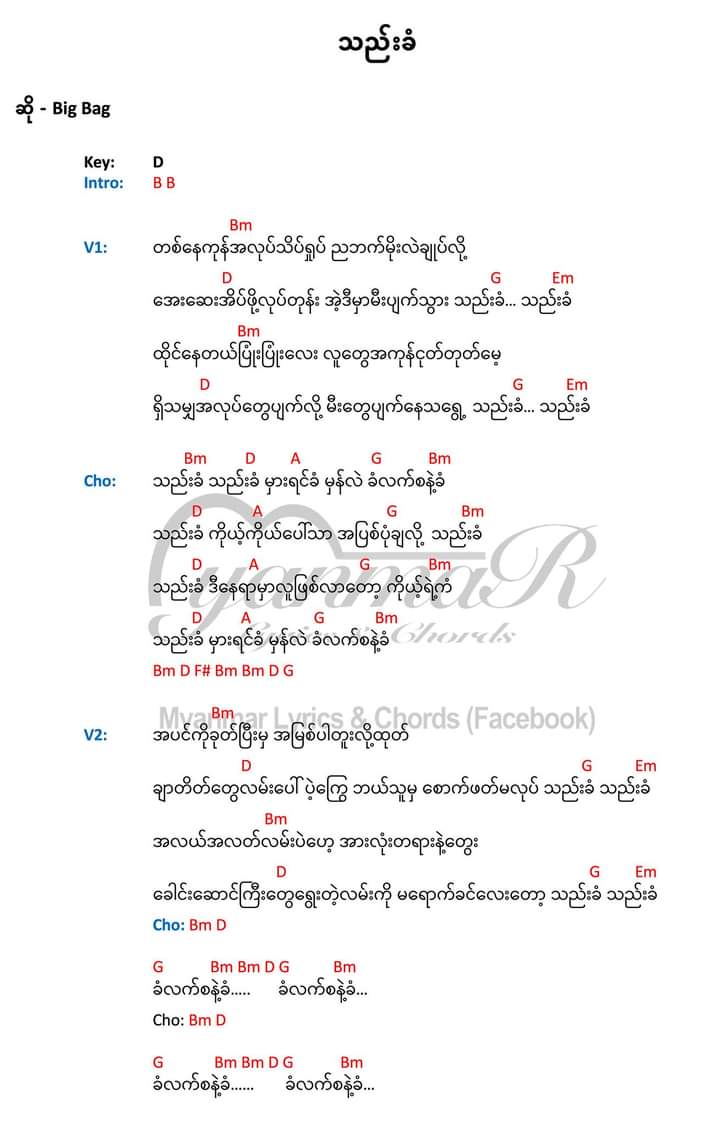 သည်းခံ
ဆို - Big Bag
Key: D
Intro: B B
Bm
V1: တစ်နေကုန်အလုပ်သိပ်ရှုပ် ညဘက်မိုးလဲချုပ်လို့
D G Em
အေးဆေးအိပ်ဖို့လုပ်တုန်း အဲ့ဒီမှာမီးပျက်သွား သည်းခံ... သည်းခံ
Bm
ထိုင်နေတယ်ပြုံးပြုံးလေး လူတွေအကုန်ငုတ်တုတ်မေ့
D G Em
ရှိသမျှအလုပ်တွေပျက်လို့ မီးတွေပျက်နေသရွေ့ သည်းခံ... သည်းခံ
Bm D A G Bm
Cho: သည်းခံ သည်းခံ မှားရင်ခံ မှန်လဲ ခံလက်စနဲ့ခံ
D A G Bm
သည်းခံ ကိုယ့်ကိုယ်ပေါ်သာ အပြစ်ပုံချလို့ သည်းခံ
D A G Bm
သည်းခံ ဒီနေရာမှာလူဖြစ်လာတော့ ကိုယ့်ရဲ့ကံ
D A G Bm
သည်းခံ မှားရင်ခံ မှန်လဲ ခံလက်စနဲ့ခံ
Bm D F# Bm Bm D G
MyanmaR
Lyrics & Chords
Myanmar Lyrics & Chords (Facebook)
Bm
V2: အပင်ကိုခုတ်ပြီးမှ အမြစ်ပါတူးလို့ထုတ်
D G Em
ချာတိတ်တွေလမ်းပေါ် ပဲ့ကြွေ ဘယ်သူမှ စောက်ဖတ်မလုပ် သည်းခံ သည်းခံ
Bm
အလယ်အလတ်လမ်းပဲဟေ့ အားလုံးတရားနဲ့တွေး
D G Em
ခေါင်းဆောင်ကြီးတွေရွေးတဲ့လမ်းကို မရောက်ခင်လေးတော့ သည်းခံ သည်းခံ
Cho: Bm D
G Bm Bm D G Bm
ခံလက်စနဲ့ခံ..... ခံလက်စနဲ့ခံ...
Cho: Bm D
G Bm Bm D G Bm
ခံလက်စနဲ့ခံ...... ခံလက်စနဲ့ခံ...